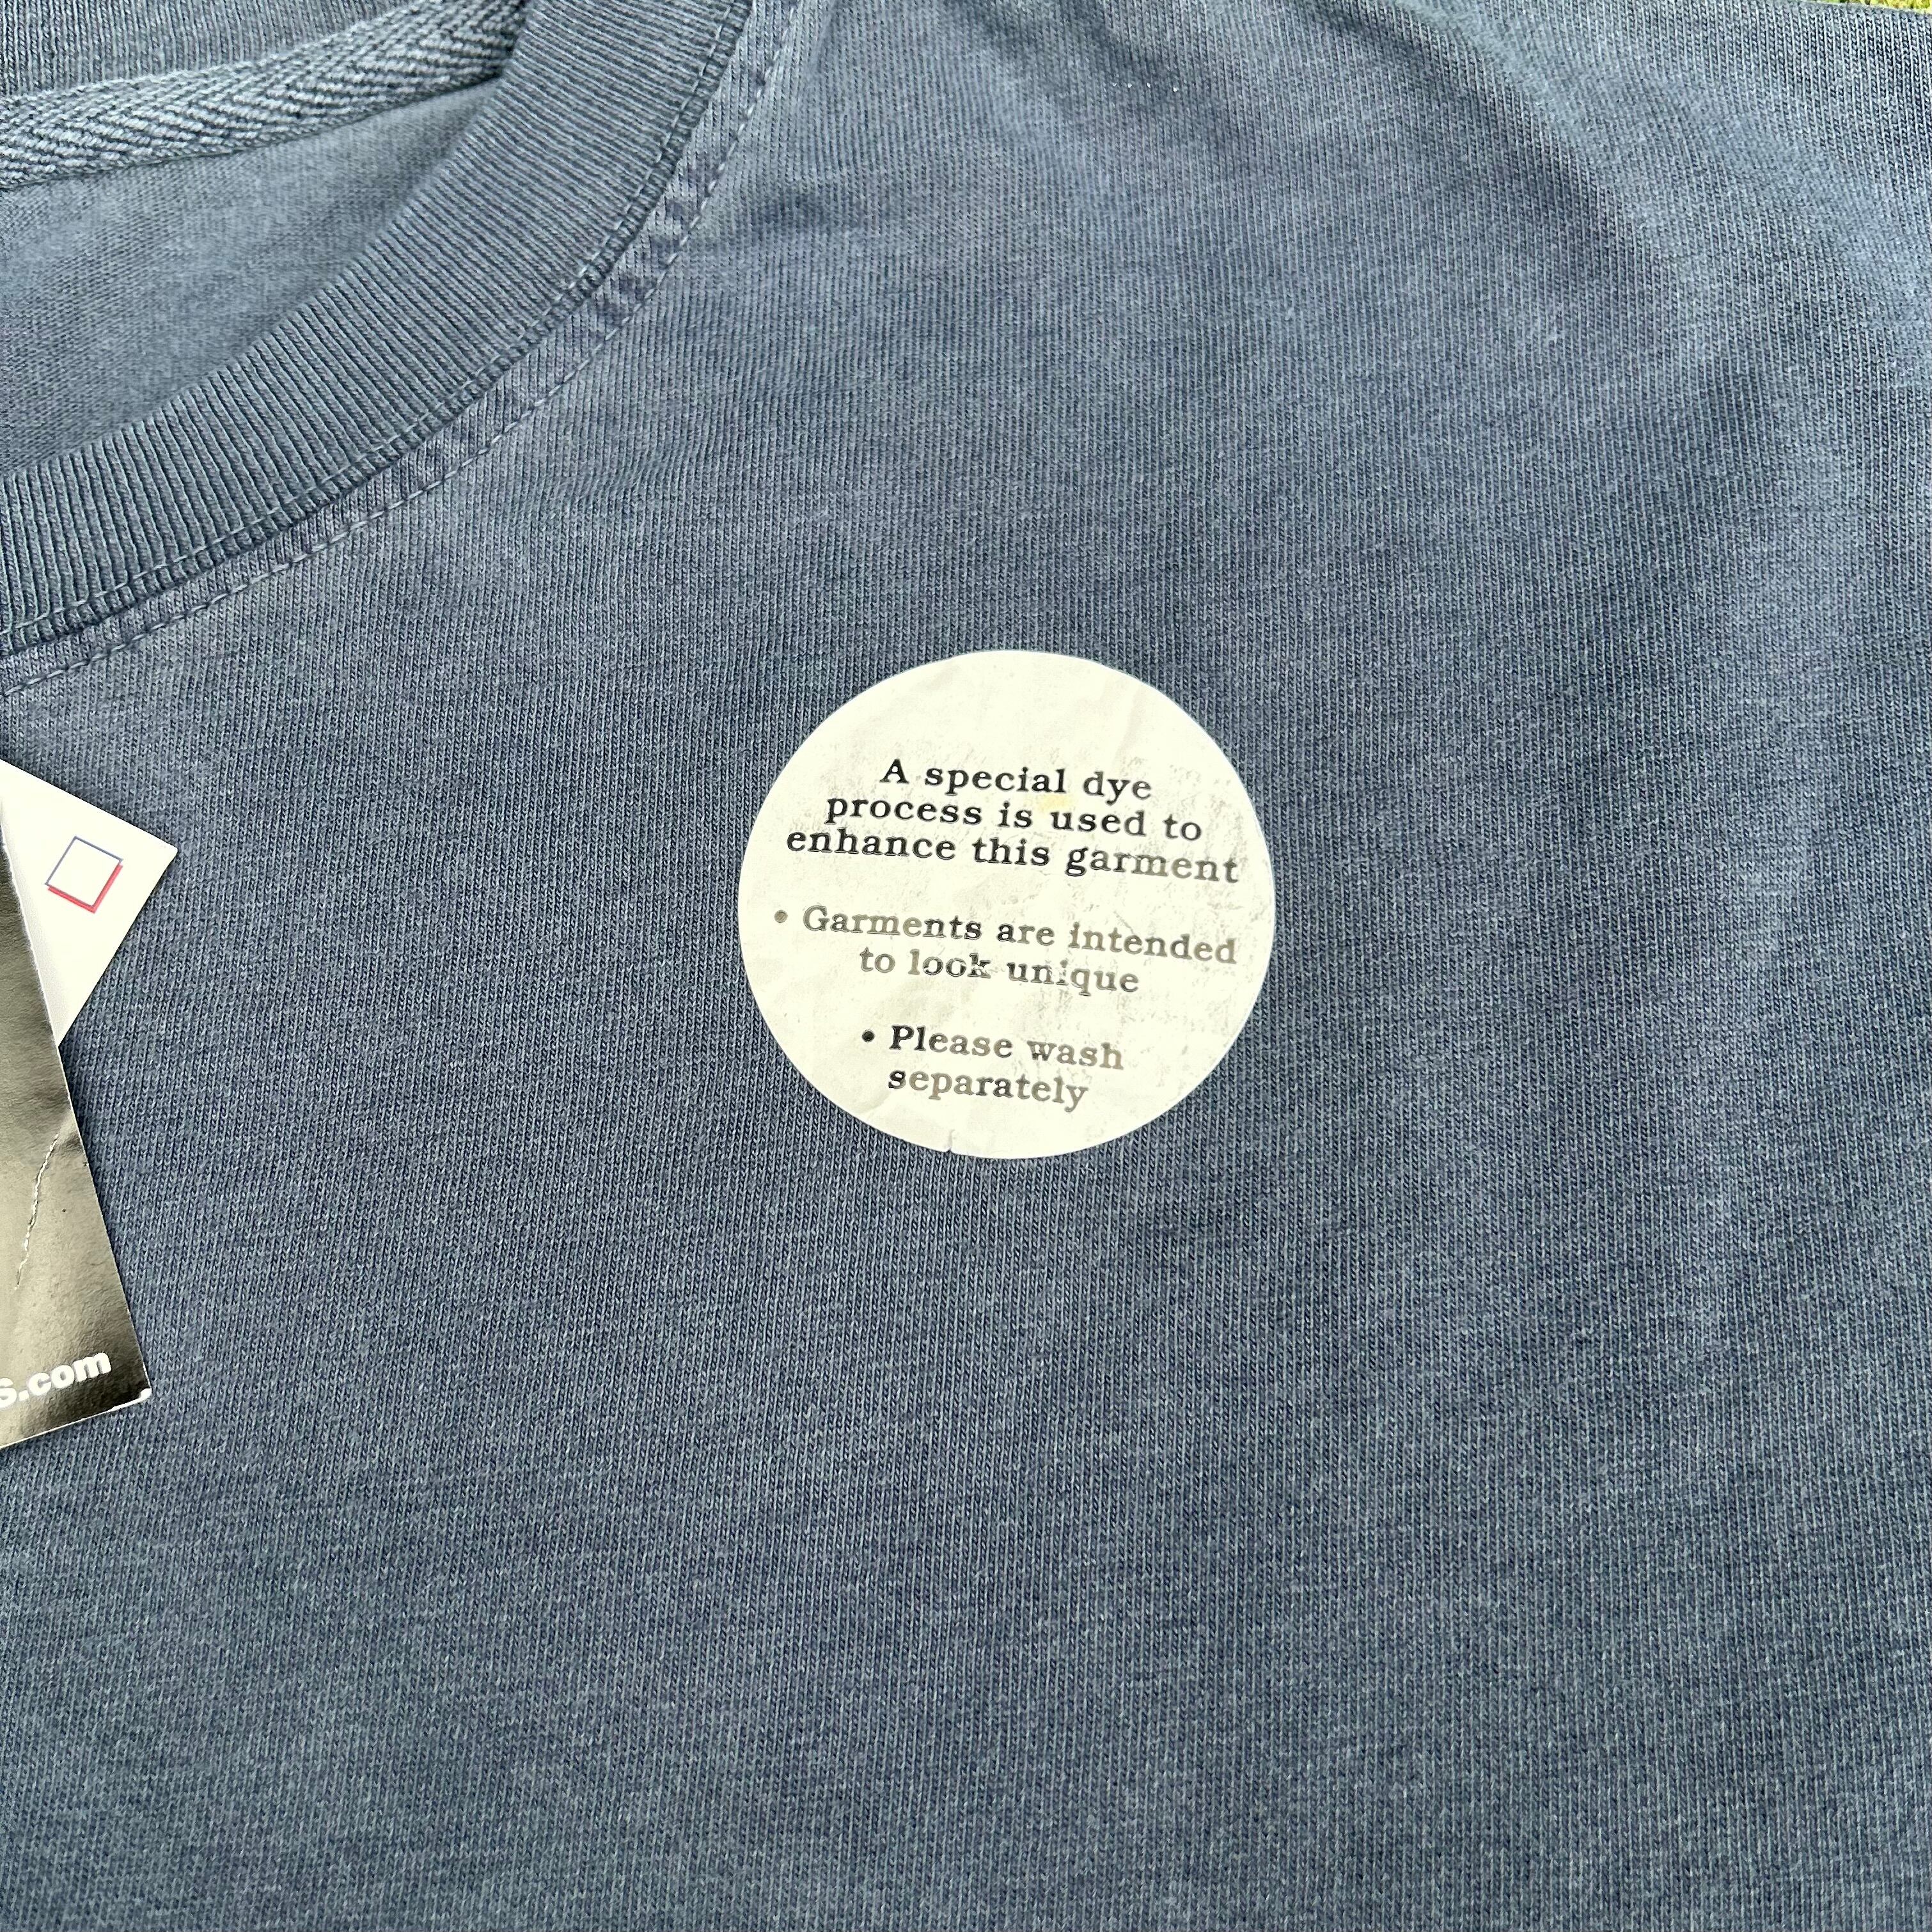 A special dye
process is used to
enhance this garment
• Garments are intended
to look unique
• Please wash
separately
s.com